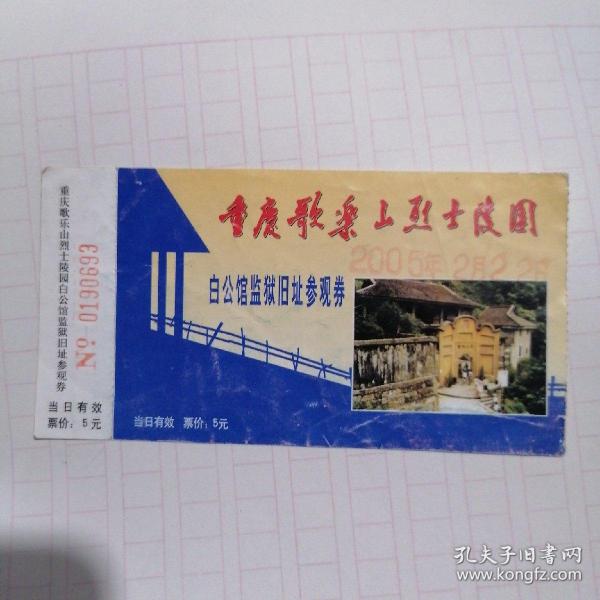 重庆歌乐山烈士陵园白公馆监狱旧址参观券
№ 0190693
当日有效
票价：5元
重庆歌乐山烈士陵园
2005年2月2
白公馆监狱旧址参观券
当日有效 票价：5元
孔夫子旧书网
www.kongfz.com